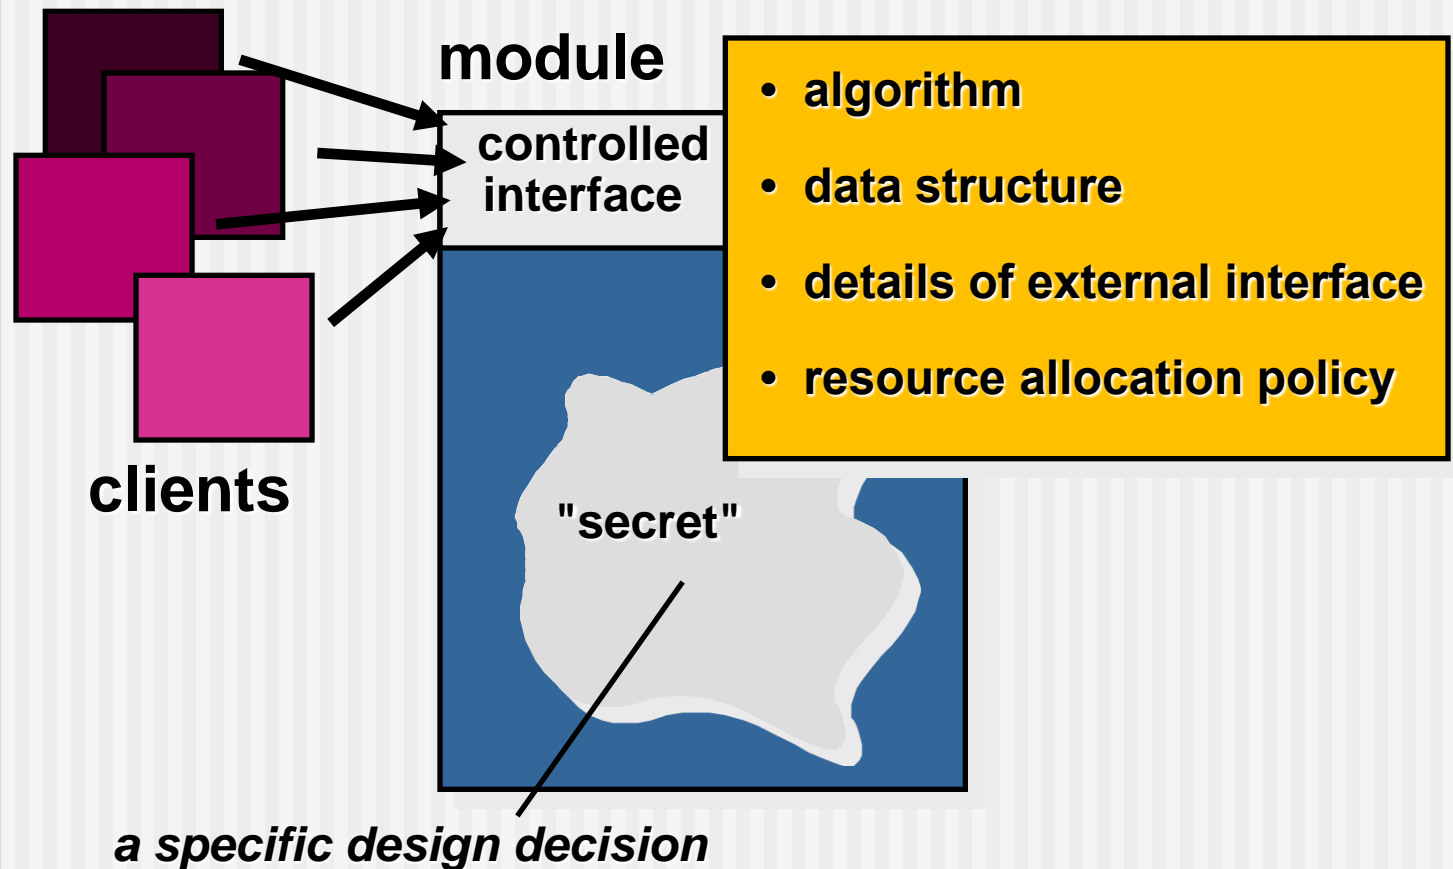 module
controlled
interface
• algorithm
• data structure
• details of external interface
• resource allocation policy
clients
"secret"
a specific design decision